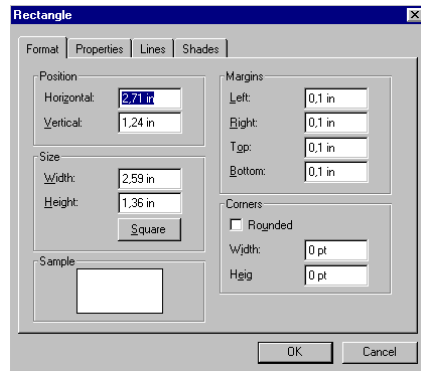 Rectangle
Format Properties Lines Shades
Position
Horizontal: 2,71 in
Vertical: 1,24 in
Size
Width: 2,59 in
Height: 1,36 in
Square
Sample
Margins
Left: 0,1 in
Right: 0,1 in
Top: 0,1 in
Bottom: 0,1 in
Corners
Rounded
Width: 0 pt
Heig 0 pt
OK Cancel